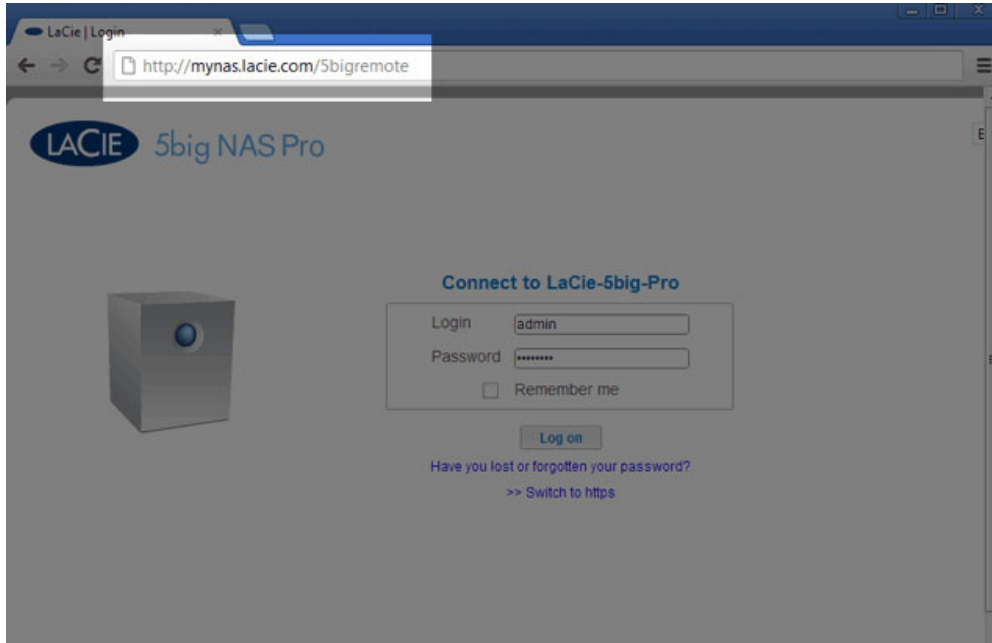 LaCie | Login
http://mynas.lacie.com/5bigremote
LACIE 5big NAS Pro
E
Connect to LaCie-5big-Pro
Login admin
Password ••••••••
Remember me
Log on
Have you lost or forgotten your password?
>> Switch to https